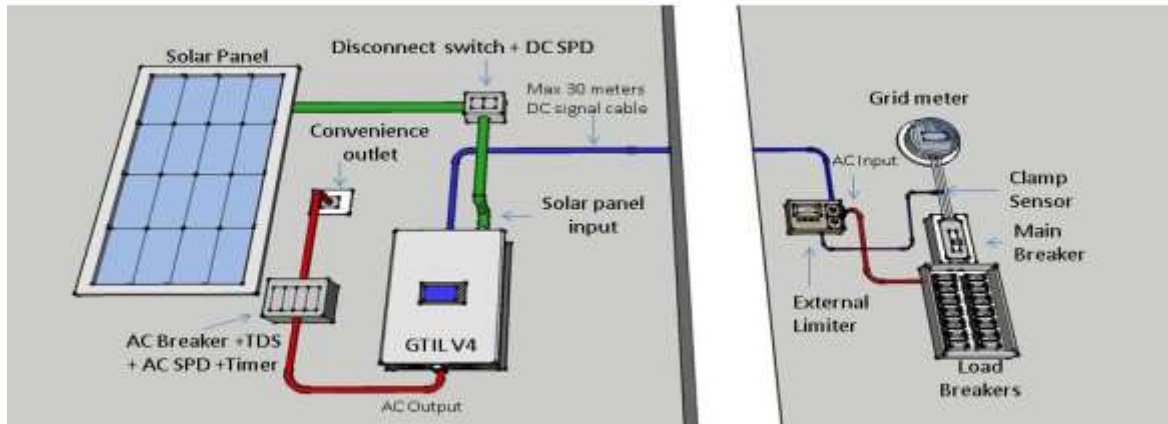 Solar Panel
Disconnect switch + DC SPD
Max 30 meters
DC signal cable
Convenience
outlet
Solar panel
input
GTIL V4
AC Breaker +TDS
+ AC SPD +Timer
AC Output
Grid meter
AC Input
Clamp
Sensor
Main
Breaker
External
Limiter
Load
Breakers